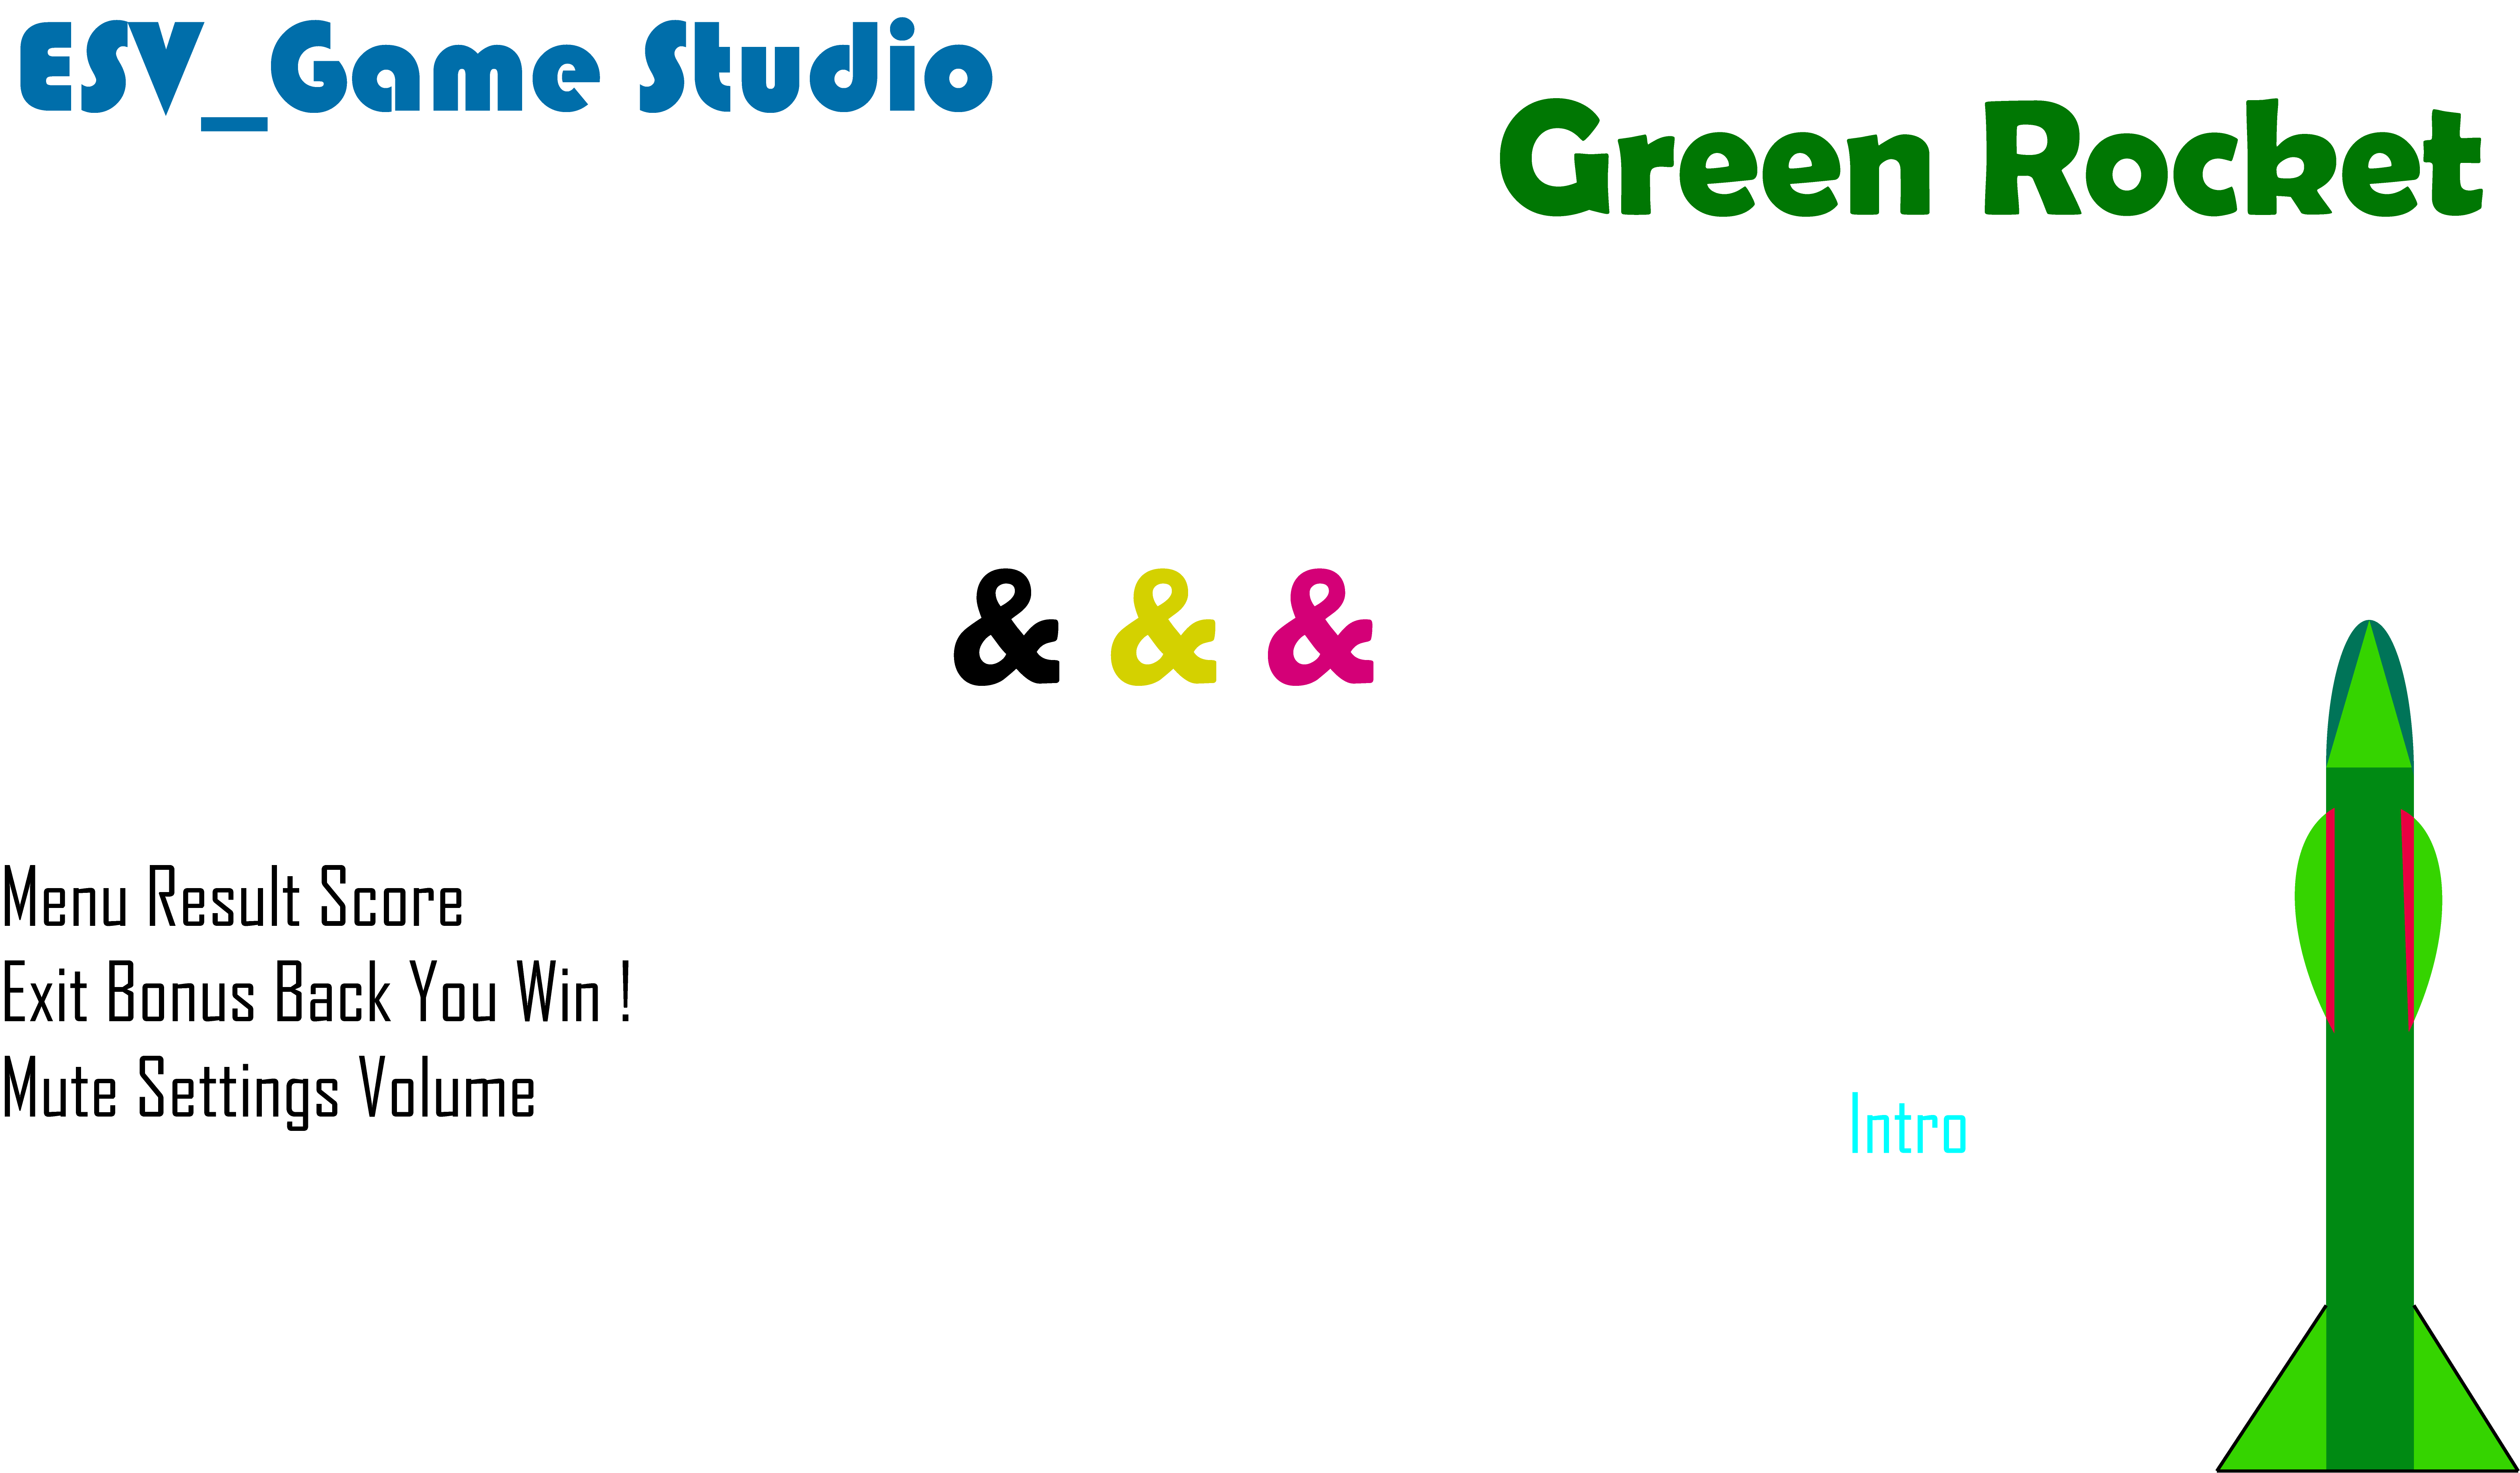 ESV_Game Studio
Green Rocket
& & &
Menu Result Score
Exit Bonus Back You Win !
Mute Settings Volume
Intro